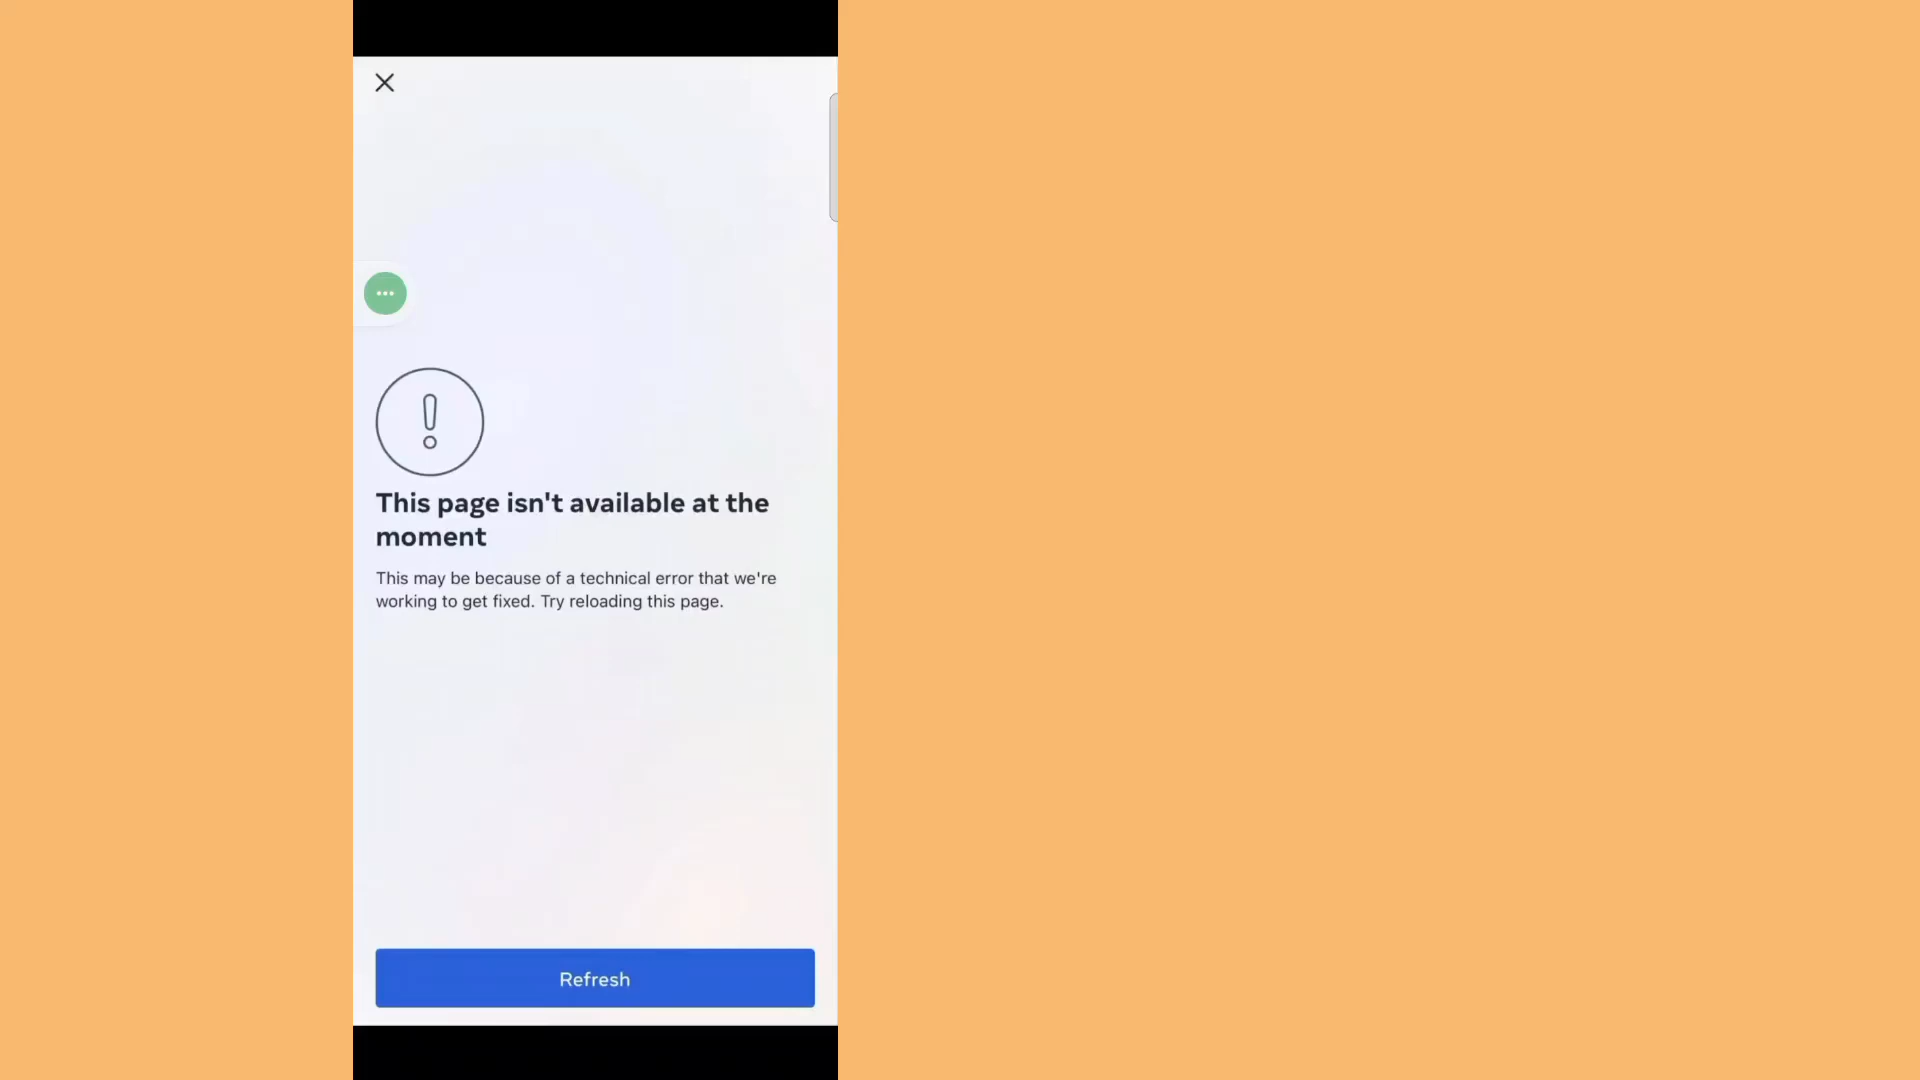 This page isn't available at the
moment
This may be because of a technical error that we're
working to get fixed. Try reloading this page.
Refresh